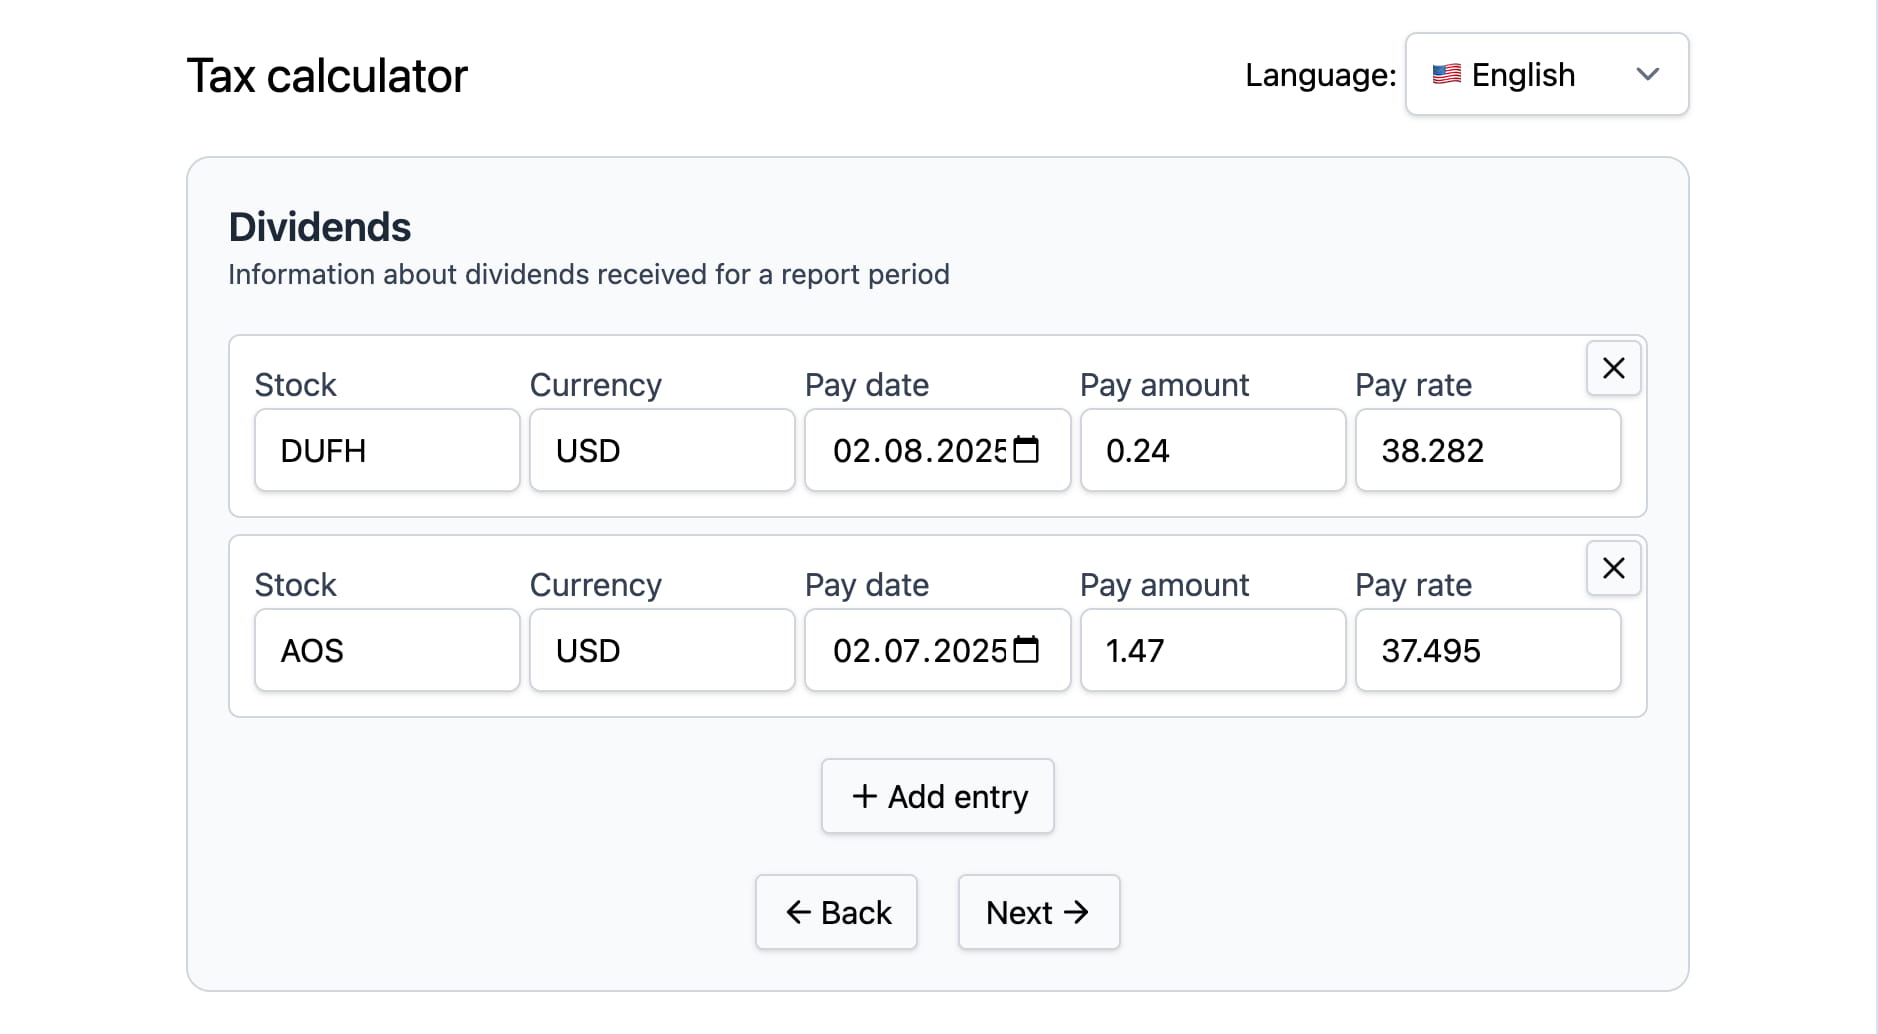 Tax calculator
Language: 🇺🇸 English
Dividends
Information about dividends received for a report period
Stock Currency Pay date Pay amount Pay rate
DUFH USD 02.08.2025 0.24 38.282
Stock Currency Pay date Pay amount Pay rate
AOS USD 02.07.2025 1.47 37.495
+ Add entry
← Back Next →